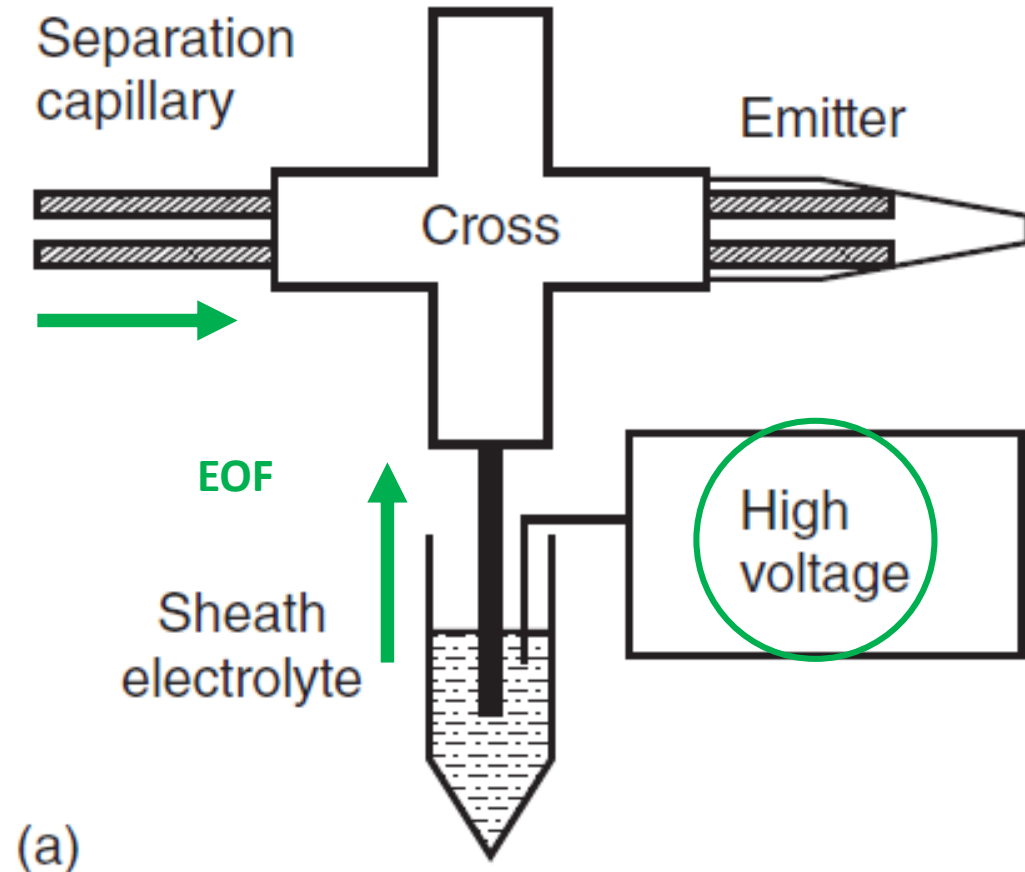 Separation
capillary
Emitter
Cross
EOF
High
voltage
Sheath
electrolyte
(a)